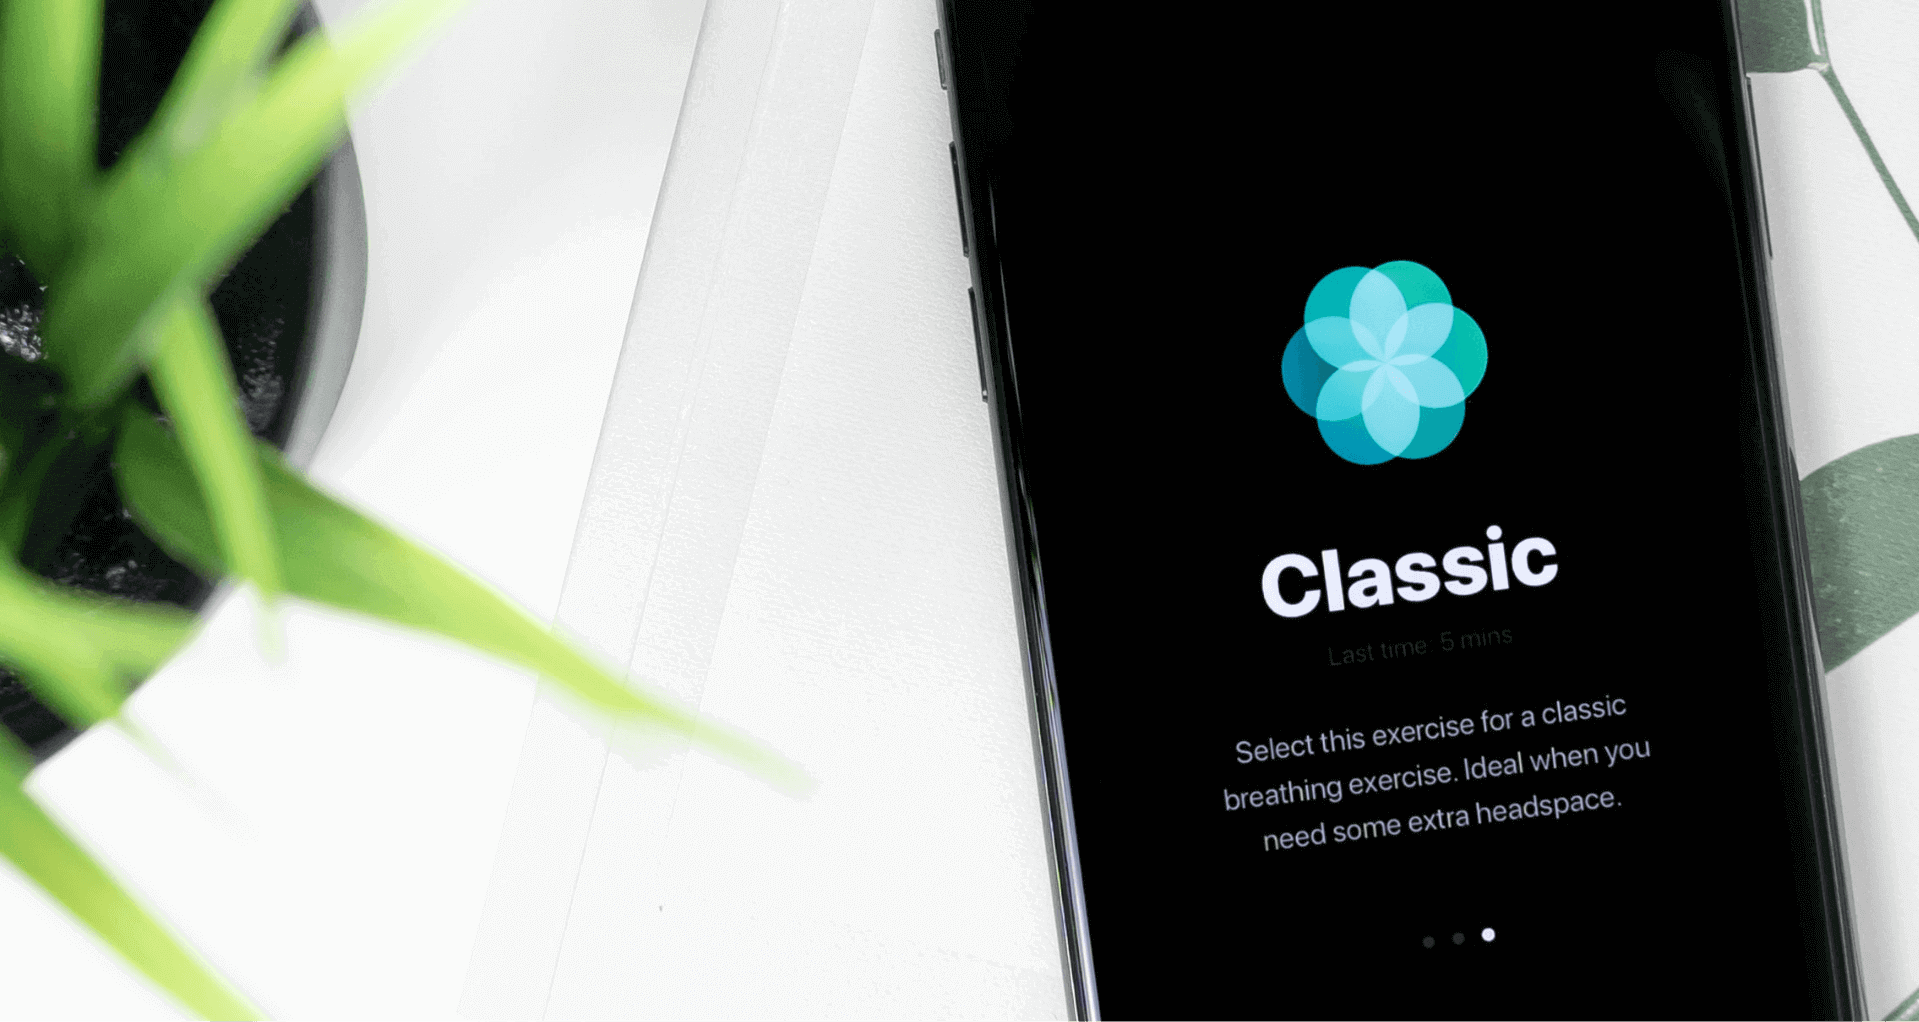 Classic
Last time: 5 mins
Select this exercise for a classic
breathing exercise. Ideal when you
need some extra headspace.